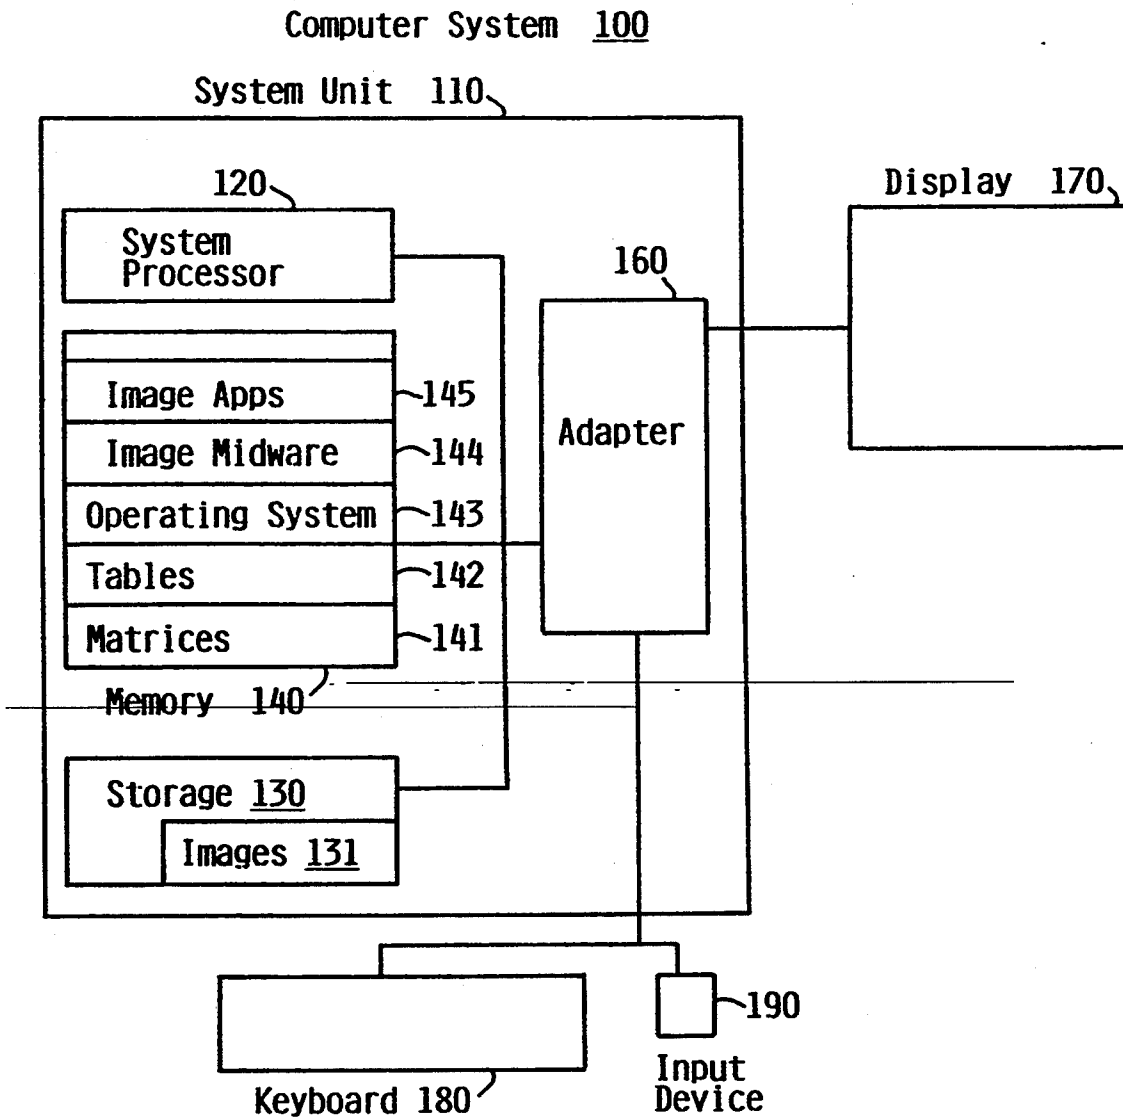 Computer System 100
System Unit 110
120
Display 170
System
Processor
160
Image Apps
145
Adapter
Image Midware
144
Operating System
143
Tables
142
Matrices
141
Memory 140
Storage 130
Images 131
190
Input
Device
Keyboard 180